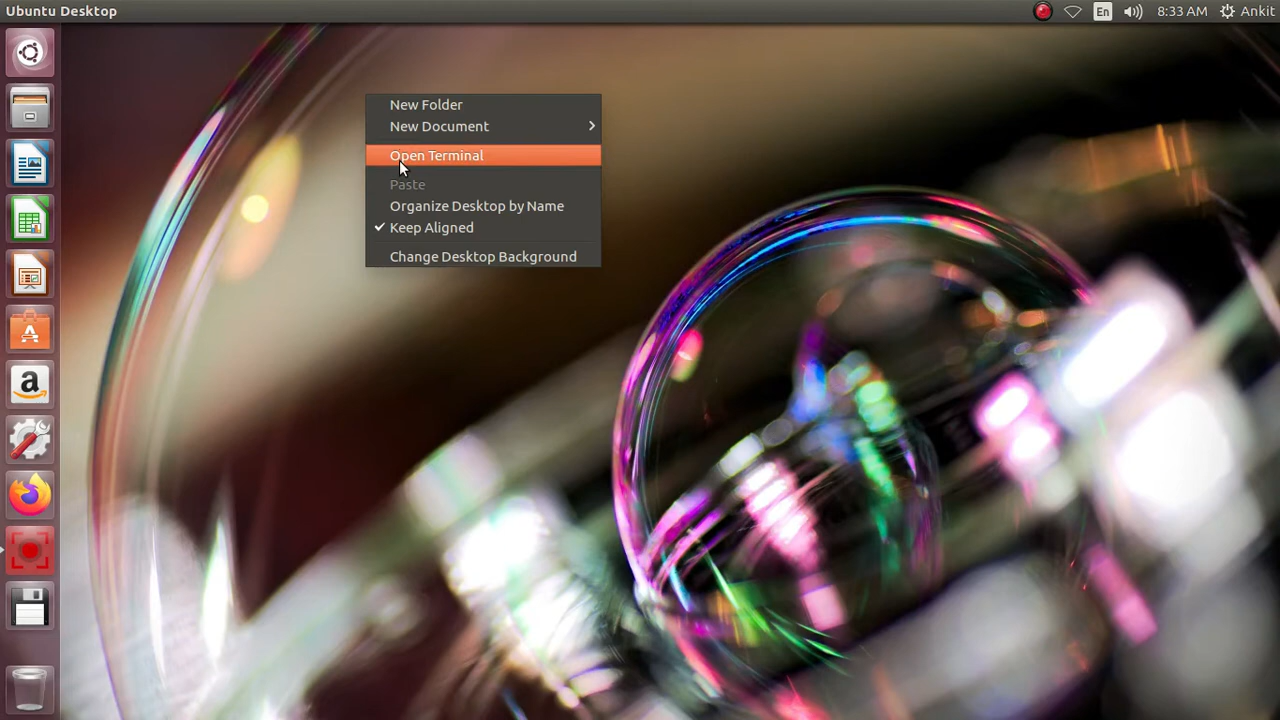 Ubuntu Desktop
En
8:33 AM
Ankit
New Folder
New Document
Open Terminal
Paste
Organize Desktop by Name
Keep Aligned
Change Desktop Background
A
a